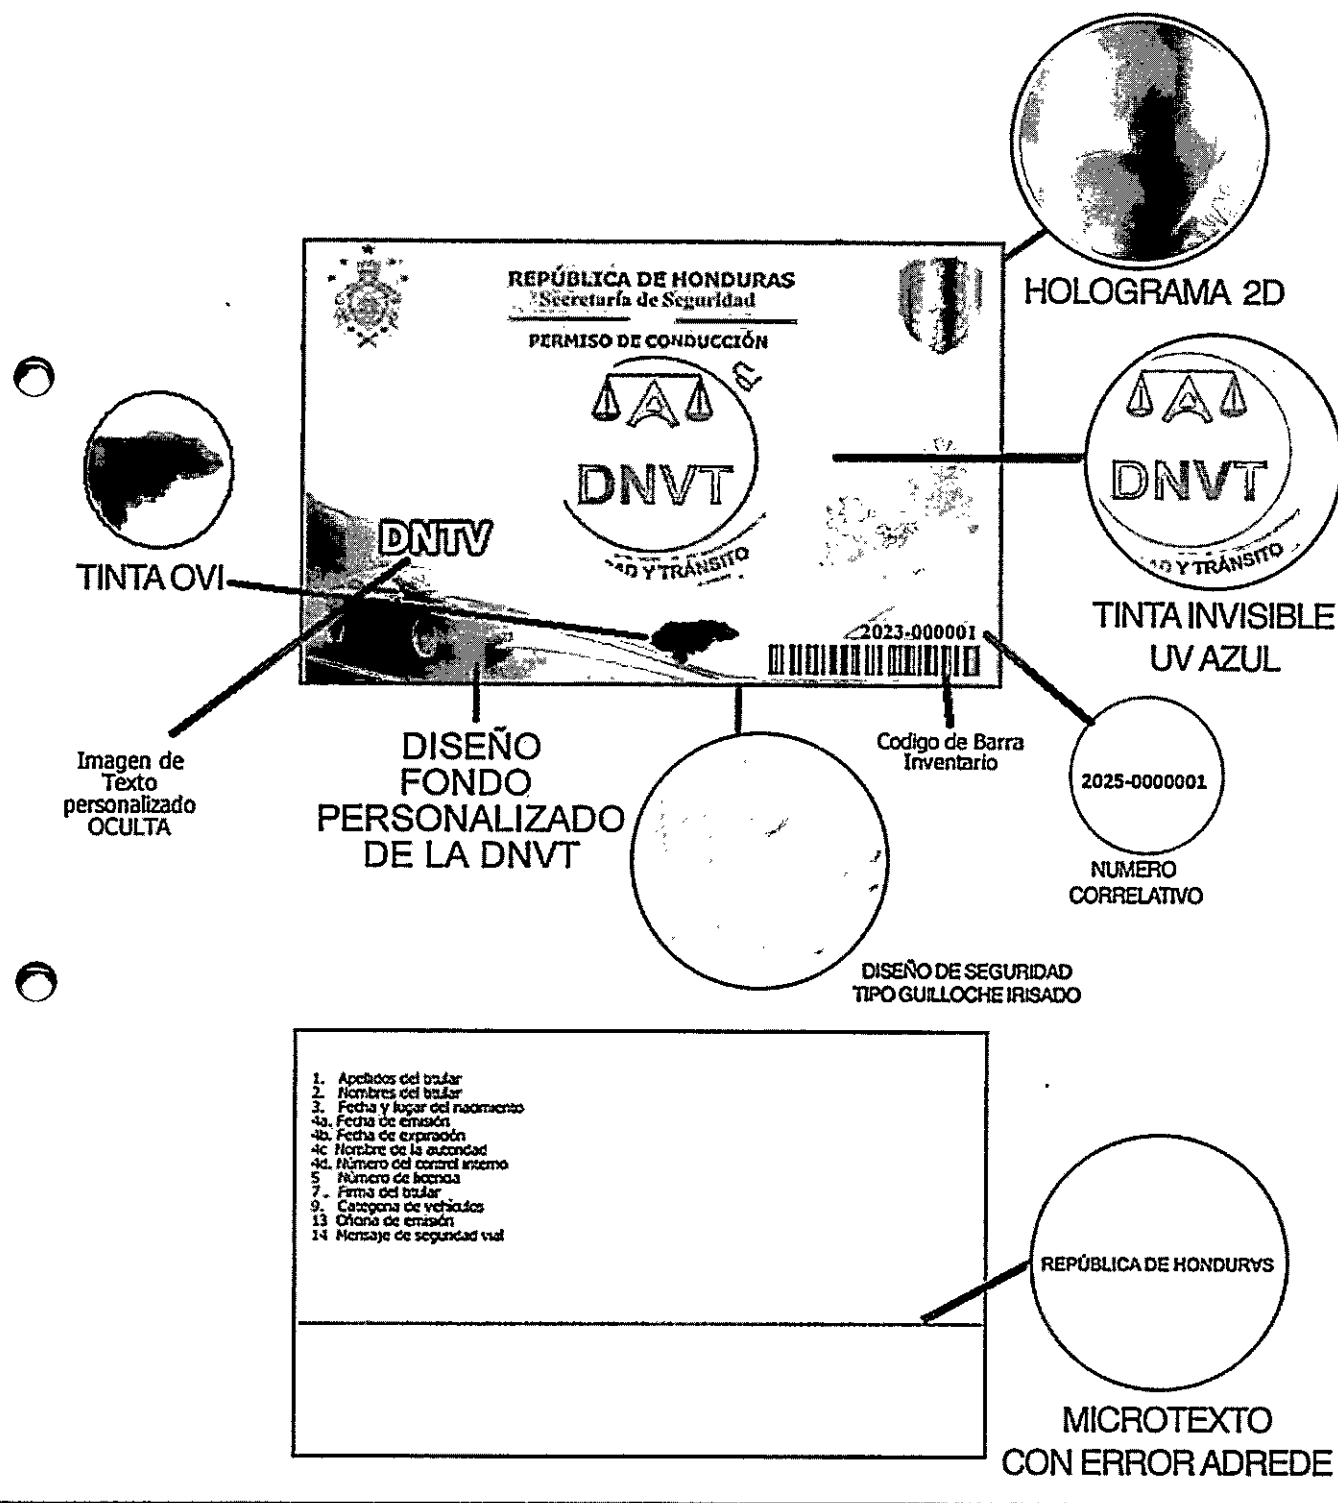 HOLOGRAMA 2D
REPÚBLICA DE HONDURAS
Secretaría de Seguridad
PERMISO DE CONDUCCIÓN
DNVT
AD Y TRÁNSITO
DNTV
2023-000001
TINTA OVI
DNVT
AD Y TRÁNSITO
TINTA INVISIBLE
UV AZUL
Imagen de
Texto
personalizado
OCULTA
DISEÑO
FONDO
PERSONALIZADO
DE LA DNVT
Codigo de Barra
Inventario
2025-0000001
NUMERO
CORRELATIVO
DISEÑO DE SEGURIDAD
TIPO GUILLOCHE IRISADO
1. Apellidos del titular
2. Nombres del titular
3. Fecha y lugar del nacimiento
4a. Fecha de emisión
4b. Fecha de expiración
4c Nombre de la autoridad
4d. Número del control interno
5 Número de licencia
7. Firma del titular
9. Categoria de vehículos
13 Oficina de emisión
14 Mensaje de seguridad vial
REPÚBLICA DE HONDURⱯS
MICROTEXTO
CON ERROR ADREDE